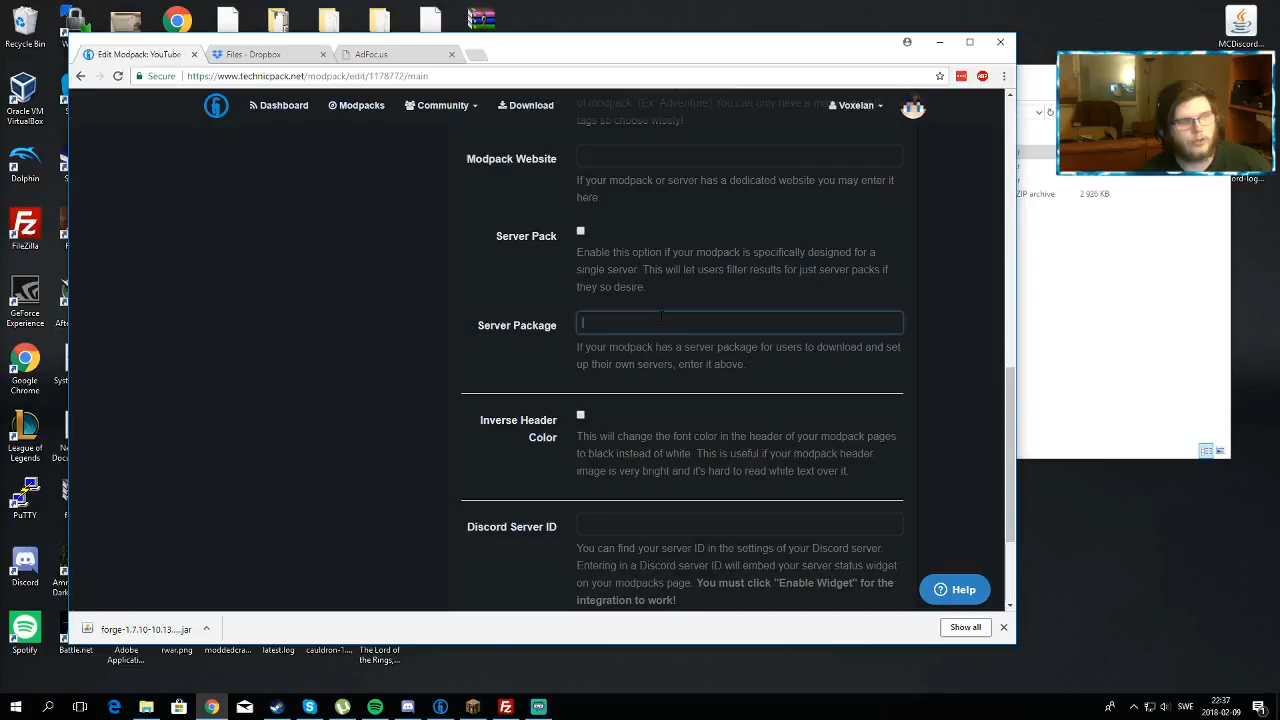 Recycle Bin
MCDiscord...
Edit Modpack: YouTube
Files - Dropbox
AdFocus
Secure
https://www.technicpack.net/modpack/edit/1178772/main
Dashboard
Modpacks
Community
Download
Voxelan
of modpack. (Ex. Adventure) You can only have a
tags so choose wisely!
Oracle VM VirtualBox
Modpack Website
If your modpack or server has a dedicated website you may enter it
here.
ord-log...
ZIP archive
2 926 KB
Dolphin
Server Pack
Enable this option if your modpack is specifically designed for a
single server. This will let users filter results for just server packs if
they so desire.
FileZilla
Server Package
If your modpack has a server package for users to download and set
up their own servers, enter it above.
GeForce Experience
Google Chrome
Inverse Header
Color
This will change the font color in the header of your modpack pages
to black instead of white. This is useful if your modpack header
image is very bright and it's hard to read white text over it.
League of
PuTTY
Discord Server ID
You can find your server ID in the settings of your Discord server.
Entering in a Discord server ID will embed your server status widget
on your modpacks page. You must click "Enable Widget" for the
integration to work!
Discord
Help
forge-1.7.10-10.13....jar
Show all
Spotify
Battle.net
Adobe Applicati...
rwar.png
moddedcra...
latest.log
cauldron-1....
The Lord of the Rings,...
SWE
22:37
2018-02-09